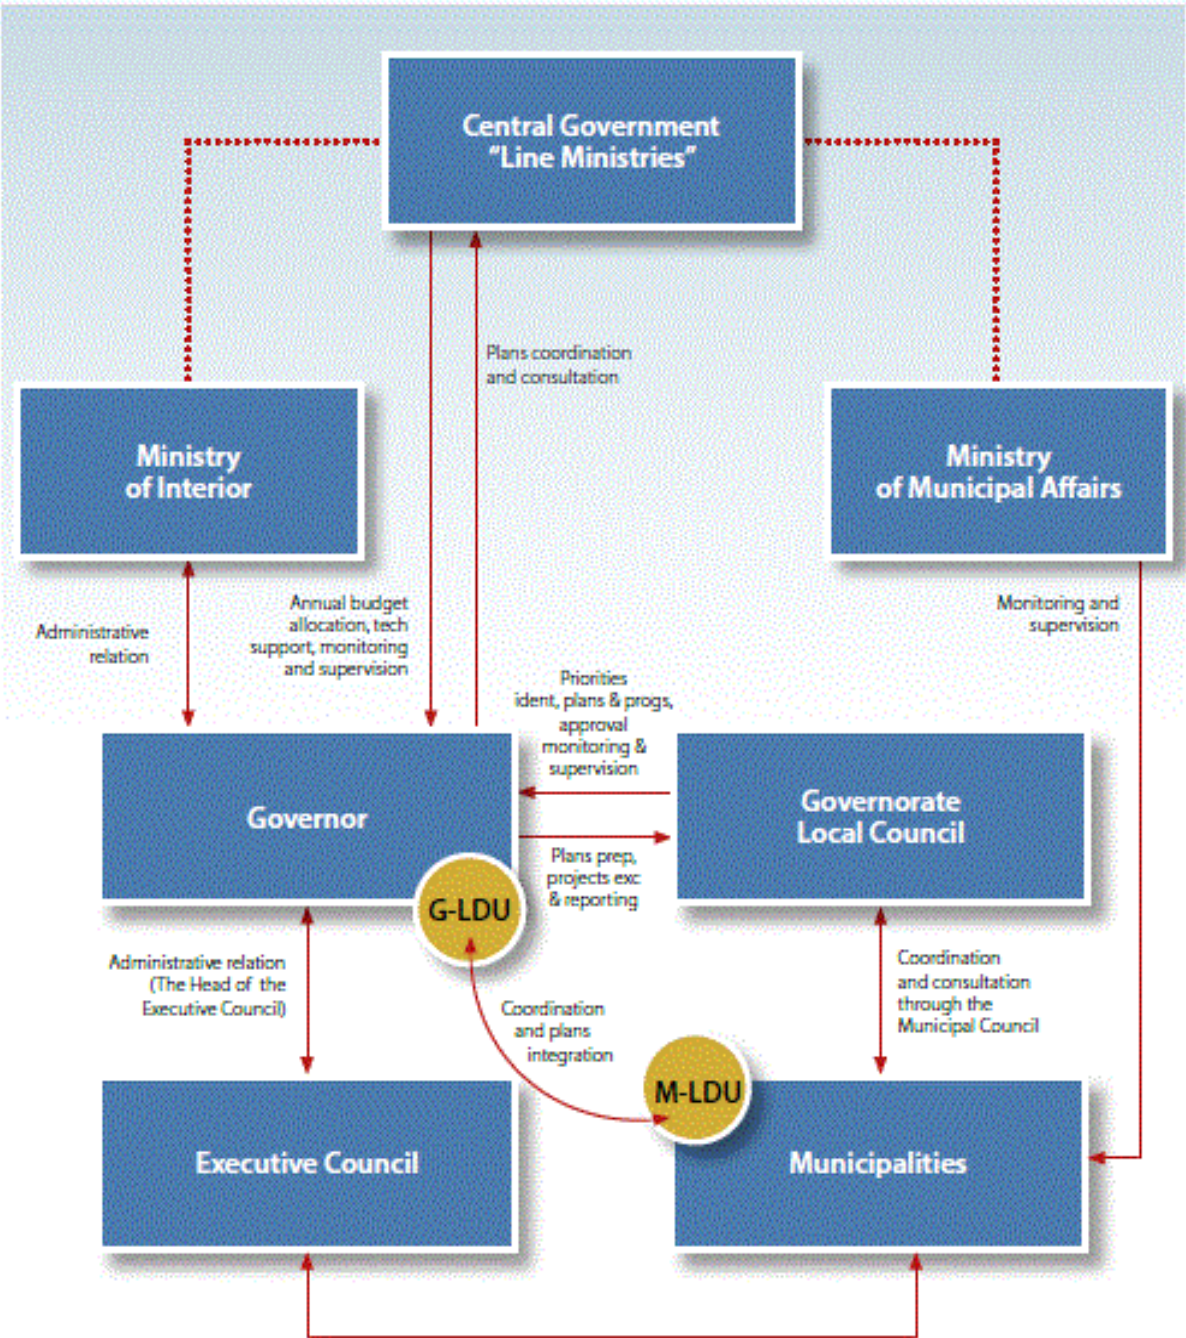 Central Government
“Line Ministries”
Plans coordination
and consultation
Ministry
of Interior
Ministry
of Municipal Affairs
Administrative
relation
Annual budget
allocation, tech
support, monitoring
and supervision
Monitoring and
supervision
Priorities
ident, plans & progs,
approval
monitoring &
supervision
Governor
Governorate
Local Council
Plans prep,
projects exc
& reporting
G-LDU
Administrative relation
(The Head of the
Executive Council)
Coordination
and plans
integration
Coordination
and consultation
through the
Municipal Council
M-LDU
Executive Council
Municipalities